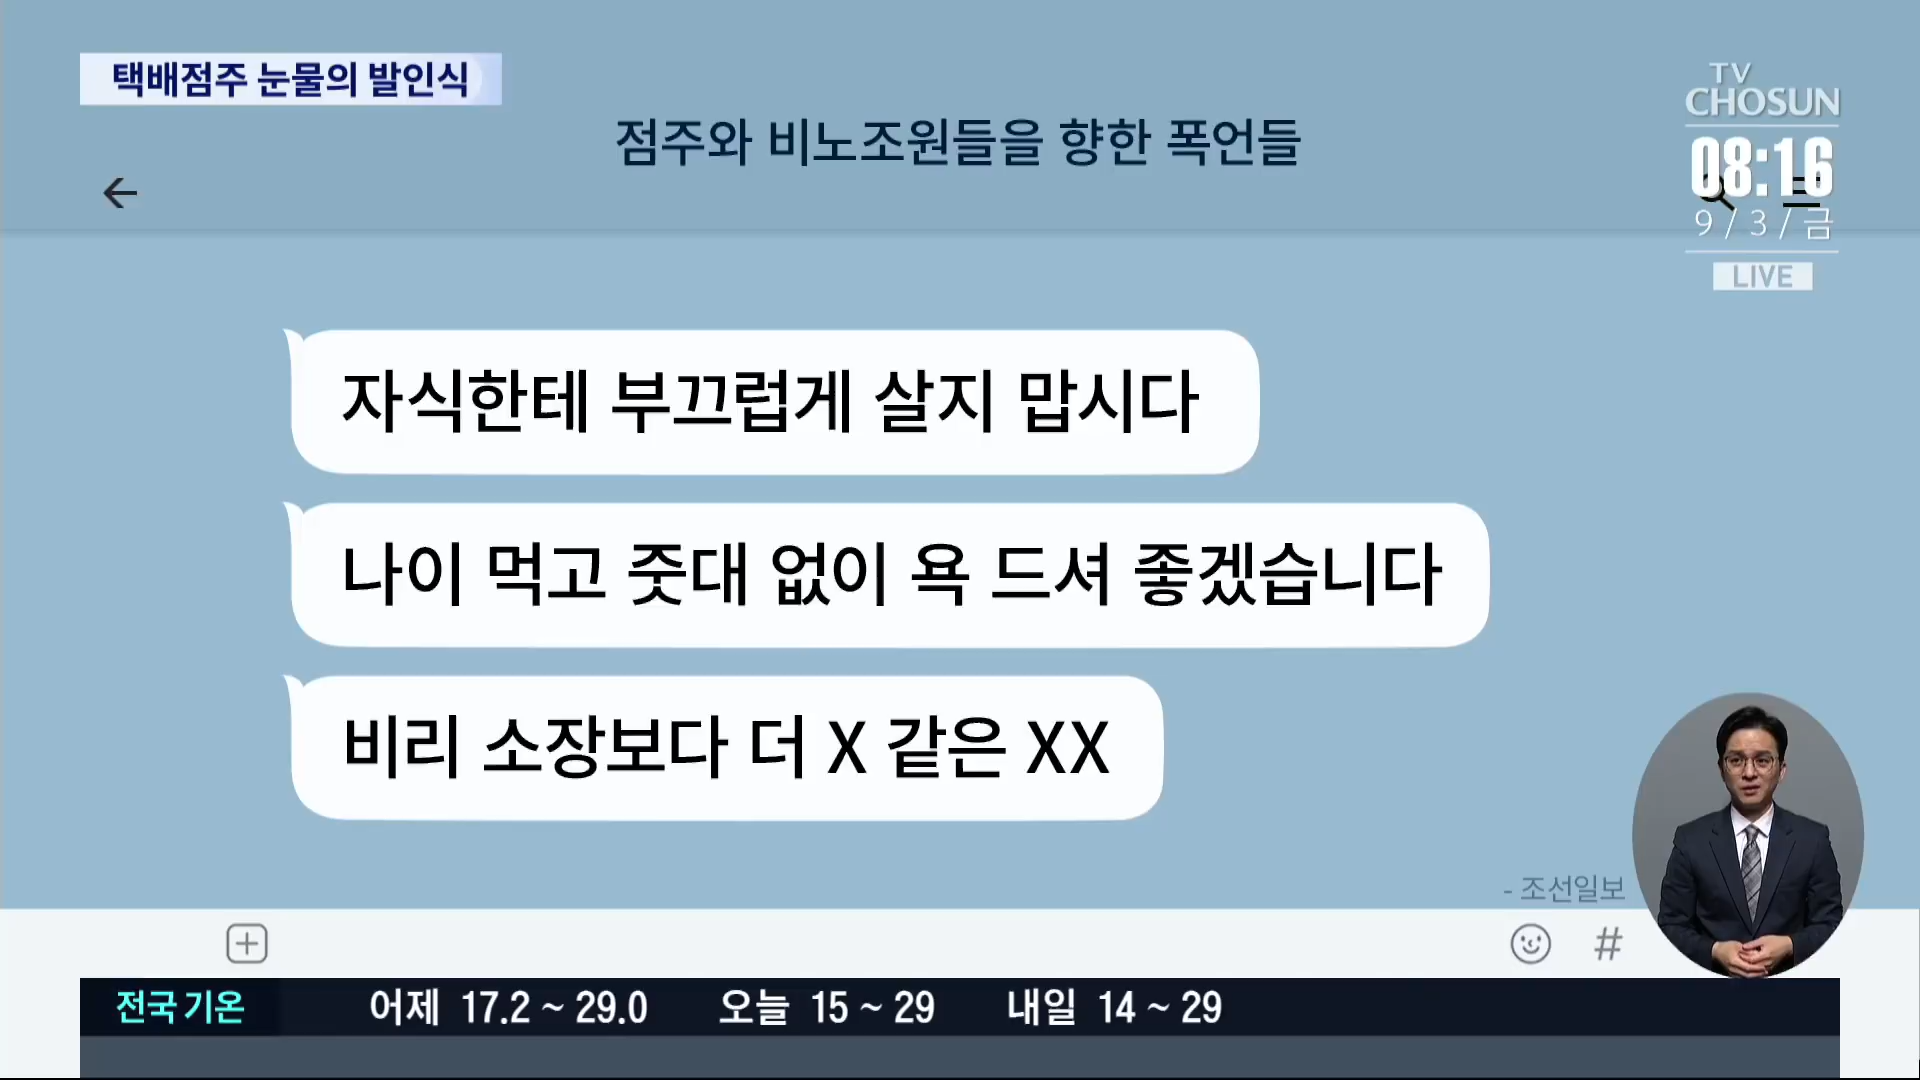 택배점주 눈물의 발인식
TV
CHOSUN
점주와 비노조원들을 향한 폭언들
08:16
9 / 3 / 금
LIVE
자식한테 부끄럽게 살지 맙시다
나이 먹고 줏대 없이 욕 드셔 좋겠습니다
비리 소장보다 더 X 같은 XX
- 조선일보
#
전국 기온 어제 17.2 ~ 29.0 오늘 15 ~ 29 내일 14 ~ 29